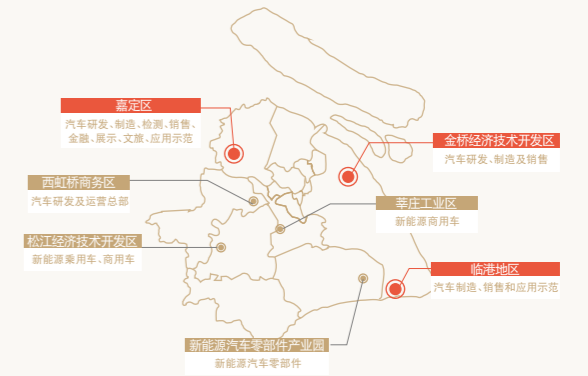 嘉定区
汽车研发、制造、检测、销售、
金融、展示、文旅、应用示范
金桥经济技术开发区
汽车研发、制造及销售
西虹桥商务区
汽车研发及运营总部
莘庄工业区
新能源商用车
松江经济技术开发区
新能源乘用车、商用车
临港地区
汽车制造、销售和应用示范
新能源汽车零部件产业园
新能源汽车零部件